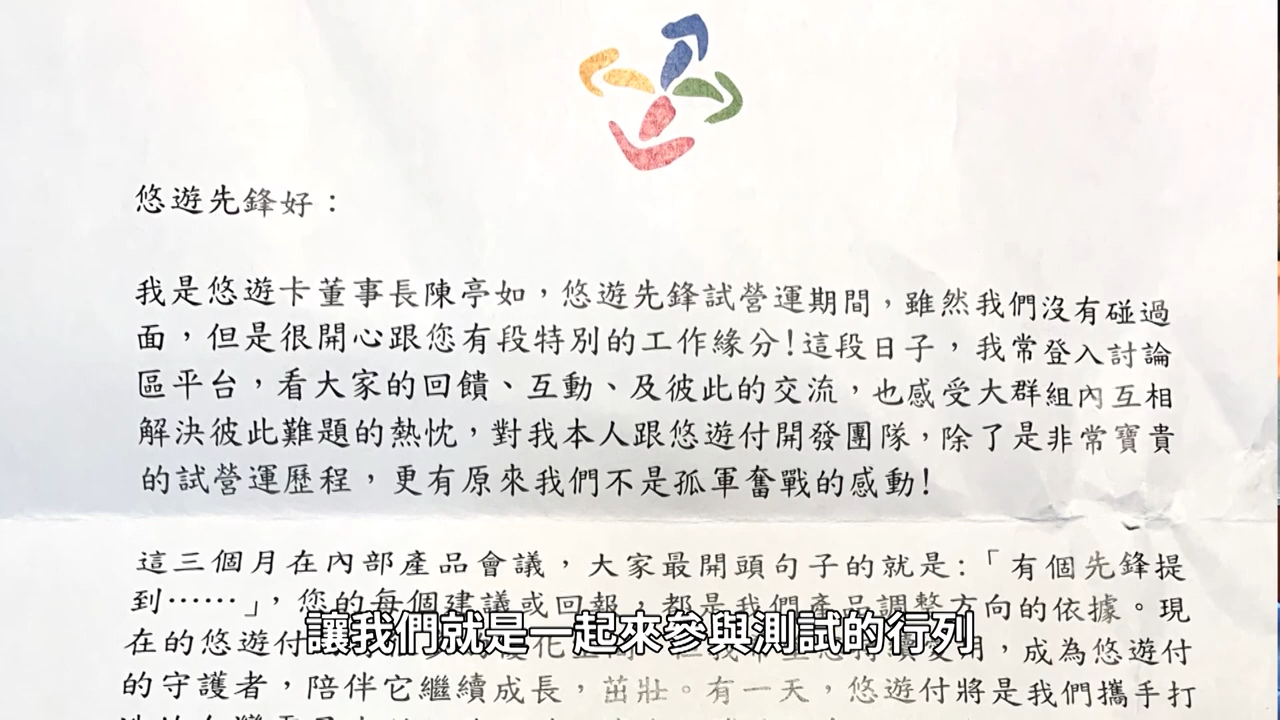 悠遊先鋒好：
我是悠遊卡董事長陳亭如，悠遊先鋒試營運期間，雖然我們沒有碰過
面，但是很開心跟您有段特別的工作緣分!這段日子，我常登入討論
區平台，看大家的回饋、互動、及彼此的交流，也感受大群組內互相
解決彼此難題的熱忱，對我本人跟悠遊付開發團隊，除了是非常寶貴
的試營運歷程，更有原來我們不是孤軍奮戰的感動!
這三個月在內部產品會議，大家最開頭句子的就是:「有個先鋒提
到……」，您的每個建議或回報，都是我們產品調整方向的依據。現
在的悠遊付
，成為悠遊付
讓我們就是一起來參與測試的行列
的守護者，陪伴它繼續成長，茁壯。有一天，悠遊付將是我們攜手打